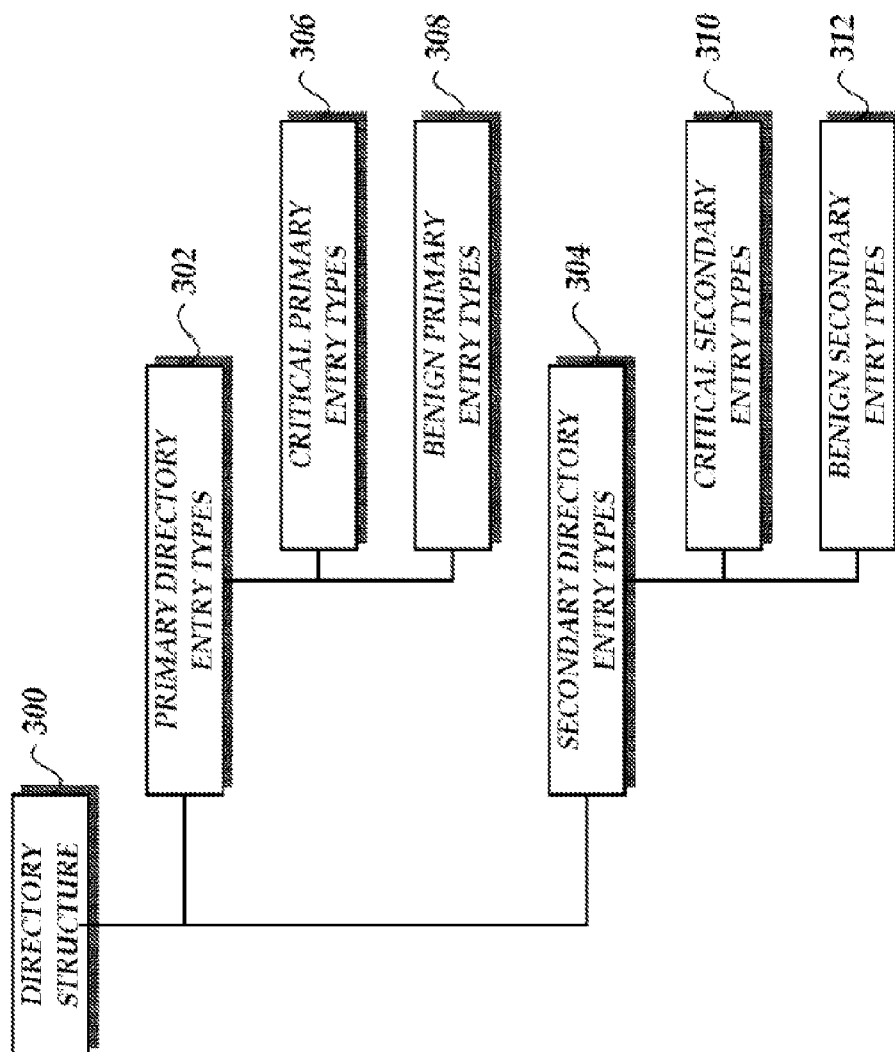 DIRECTORY
STRUCTURE
300
PRIMARY DIRECTORY
ENTRY TYPES
302
CRITICAL PRIMARY
ENTRY TYPES
306
BENIGN PRIMARY
ENTRY TYPES
308
SECONDARY DIRECTORY
ENTRY TYPES
304
CRITICAL SECONDARY
ENTRY TYPES
310
BENIGN SECONDARY
ENTRY TYPES
312